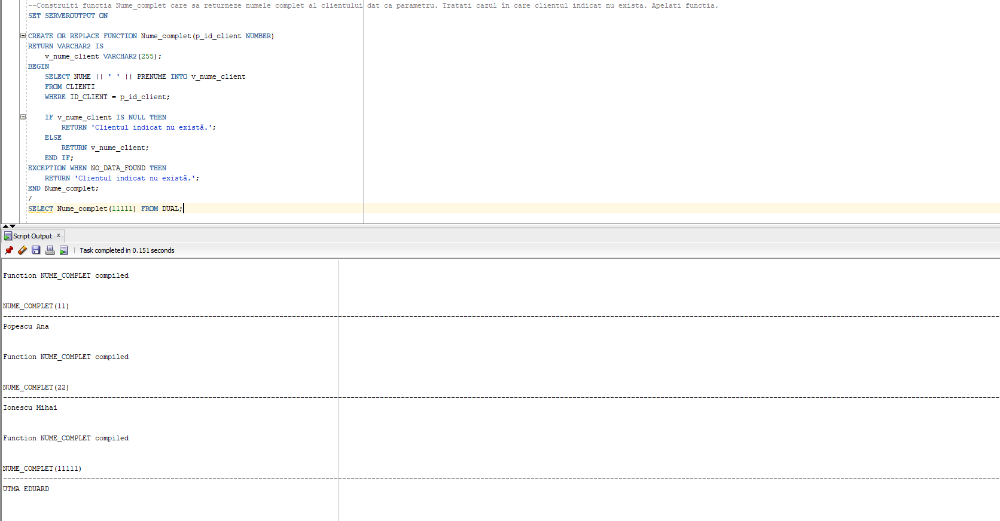 --Construiti functia Nume_complet care sa returneze numele complet al clientului dat ca parametru. Tratati cazul în care clientul indicat nu exista. Apelati functia.
SET SERVEROUTPUT ON
CREATE OR REPLACE FUNCTION Nume_complet(p_id_client NUMBER)
RETURN VARCHAR2 IS
    v_nume_client VARCHAR2(255);
BEGIN
    SELECT NUME || ' ' || PRENUME INTO v_nume_client
    FROM CLIENTI
    WHERE ID_CLIENT = p_id_client;
    IF v_nume_client IS NULL THEN
        RETURN 'Clientul indicat nu există.';
    ELSE
        RETURN v_nume_client;
    END IF;
EXCEPTION WHEN NO_DATA_FOUND THEN
    RETURN 'Clientul indicat nu există.';
END Nume_complet;
/
SELECT Nume_complet(11111) FROM DUAL;
Script Output x
Task completed in 0.151 seconds
Function NUME_COMPLET compiled
NUME_COMPLET(11)
Popescu Ana
Function NUME_COMPLET compiled
NUME_COMPLET(22)
Ionescu Mihai
Function NUME_COMPLET compiled
NUME_COMPLET(11111)
UTMA EDUARD